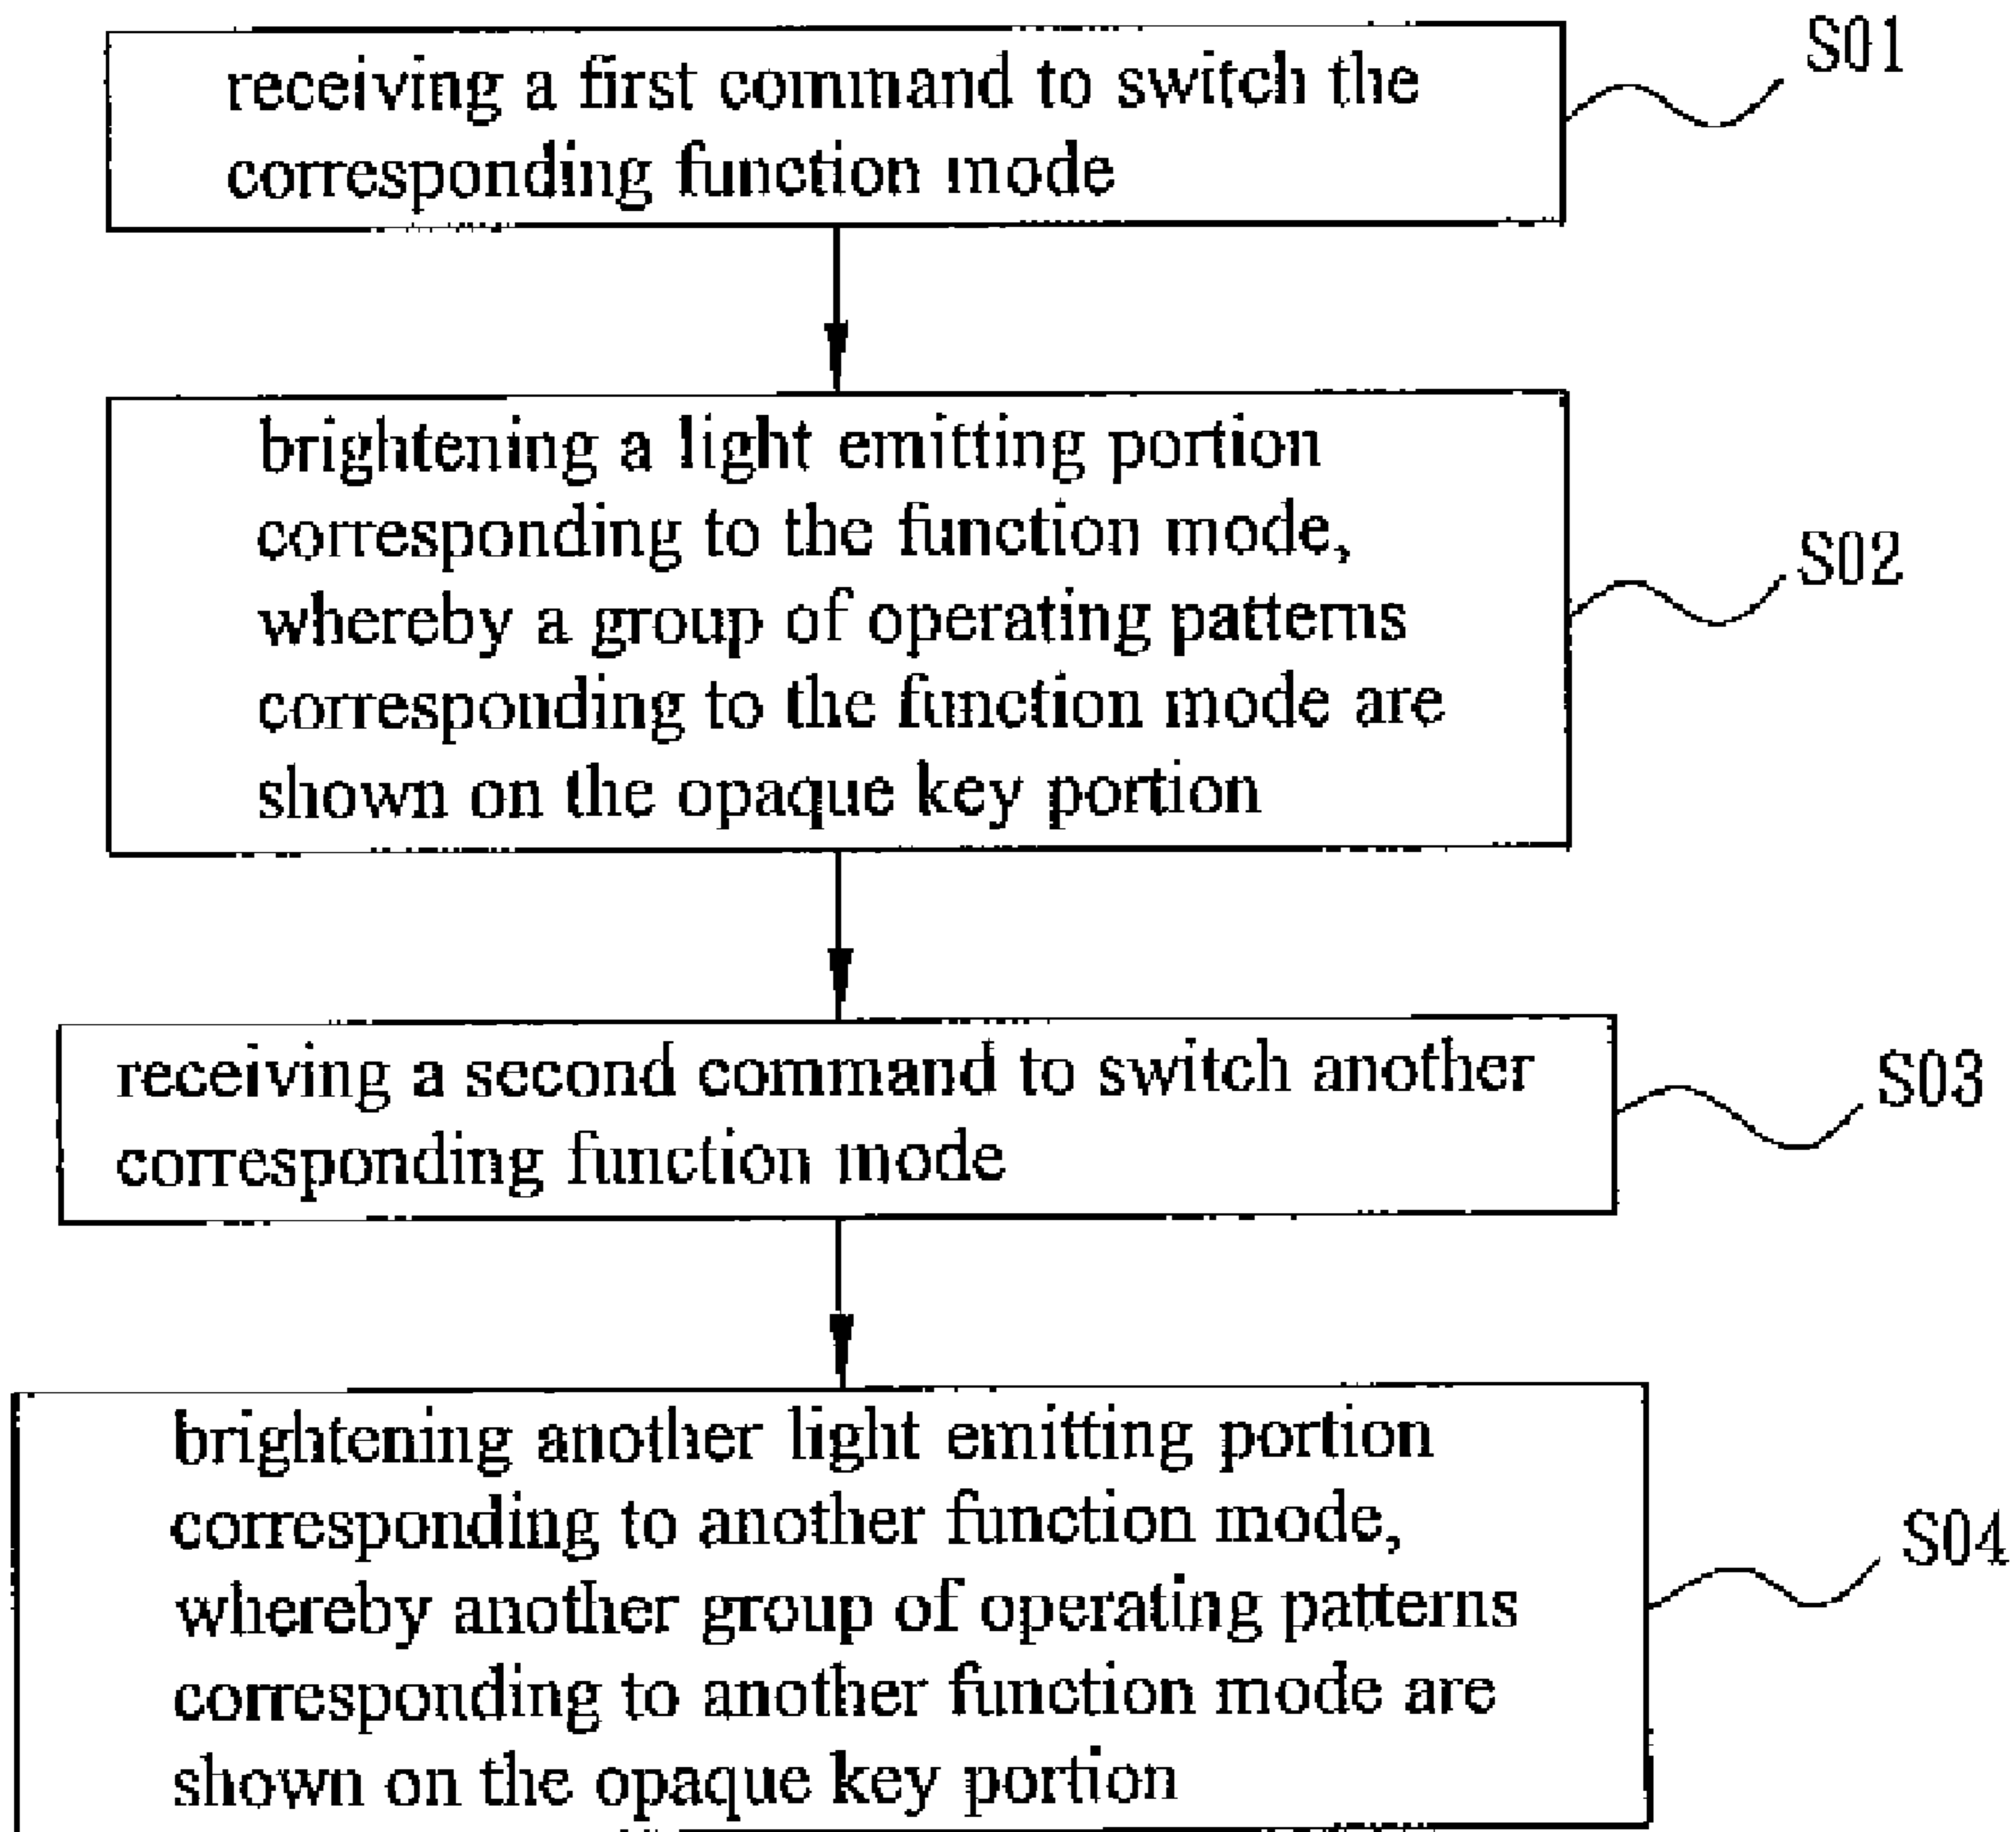 receiving a first command to switch the
corresponding function mode
S01
brightening a light emitting portion
corresponding to the function mode,
whereby a group of operating patterns
corresponding to the function mode are
shown on the opaque key portion
S02
receiving a second command to switch another
corresponding function mode
S03
brightening another light emitting portion
corresponding to another function mode,
whereby another group of operating patterns
corresponding to another function mode are
shown on the opaque key portion
S04